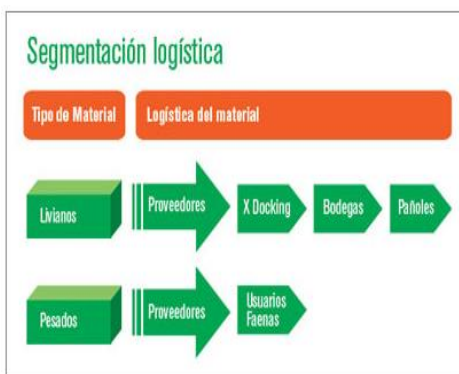 Segmentación logística
Tipo de Material
Logística del material
Livianos
Proveedores
X Docking
Bodegas
Pañoles
Pesados
Proveedores
Usuarios
Faenas